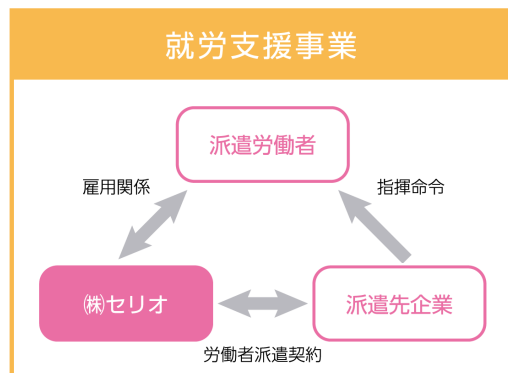 就労支援事業
派遣労働者
雇用関係
指揮命令
㈱セリオ
派遣先企業
労働者派遣契約